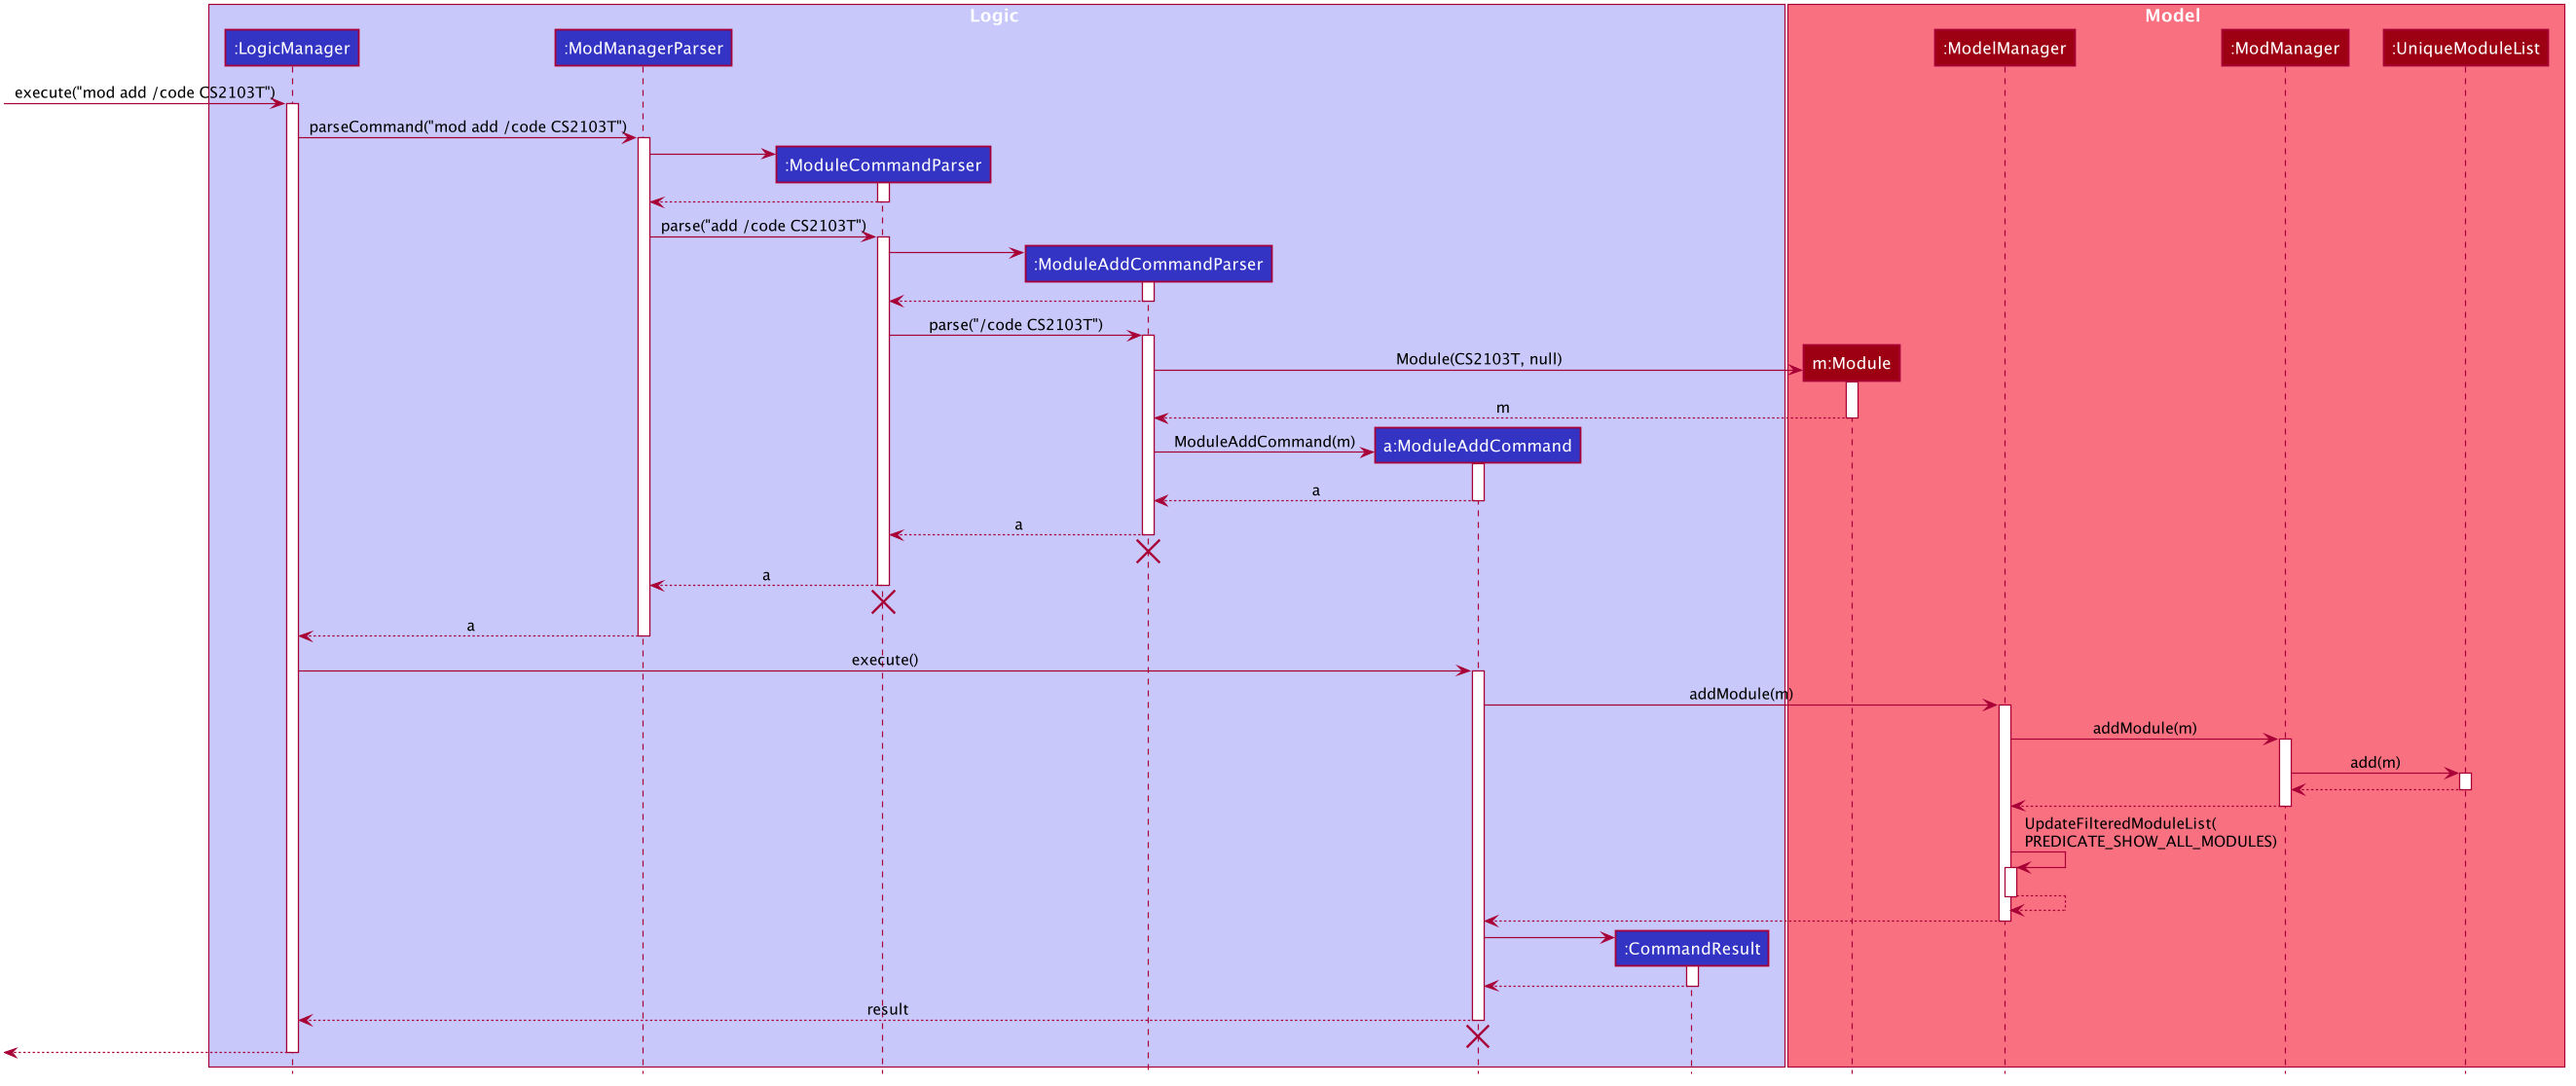 Logic
Model
:LogicManager
:ModManagerParser
:ModelManager
:ModManager
:UniqueModuleList
execute("mod add /code CS2103T")
parseCommand("mod add /code CS2103T")
:ModuleCommandParser
parse("add /code CS2103T")
:ModuleAddCommandParser
parse("/code CS2103T")
Module(CS2103T, null)
m:Module
m
ModuleAddCommand(m)
a:ModuleAddCommand
a
a
a
a
execute()
addModule(m)
addModule(m)
add(m)
UpdateFilteredModuleList(
PREDICATE_SHOW_ALL_MODULES)
:CommandResult
result